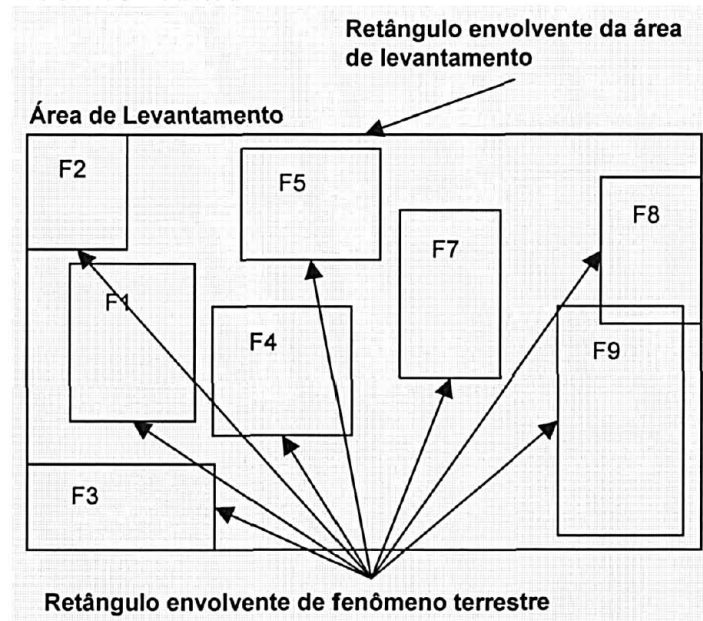 Retângulo envolvente da área
de levantamento
Área de Levantamento
F2
F5
F8
F7
F1
F4
F9
F3
Retângulo envolvente de fenômeno terrestre